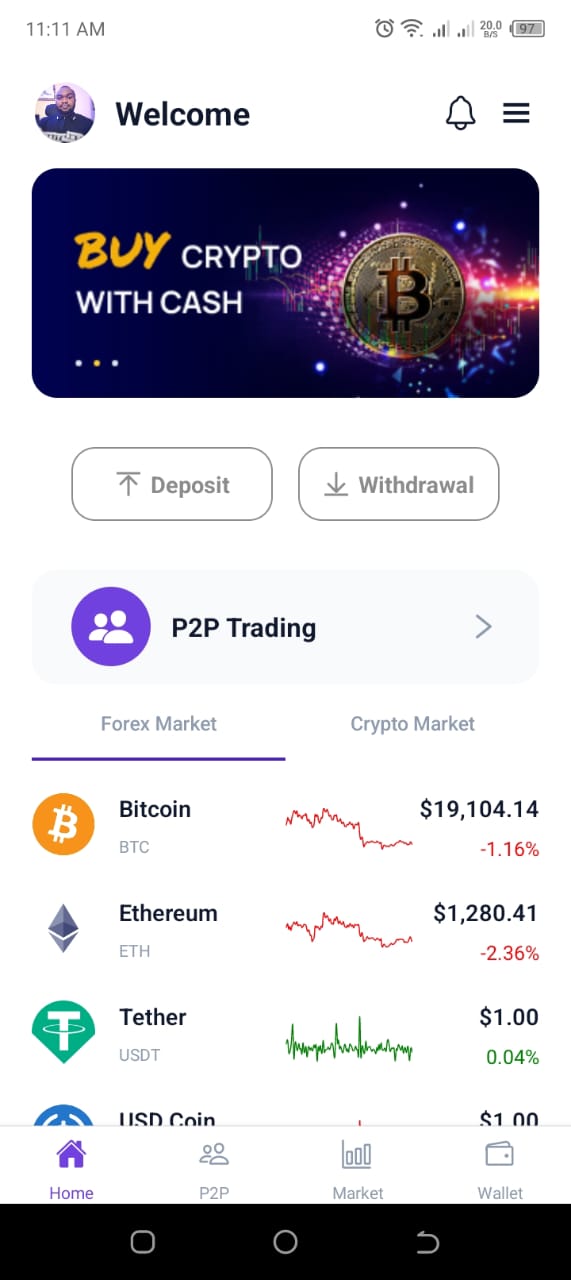 11:11 AM
20.0
B/S
97
Welcome
BUY CRYPTO
WITH CASH
Deposit
Withdrawal
P2P Trading
Forex Market
Crypto Market
Bitcoin
$19,104.14
BTC
-1.16%
Ethereum
$1,280.41
ETH
-2.36%
Tether
$1.00
USDT
0.04%
USD Coin
$1.00
Home
P2P
Market
Wallet